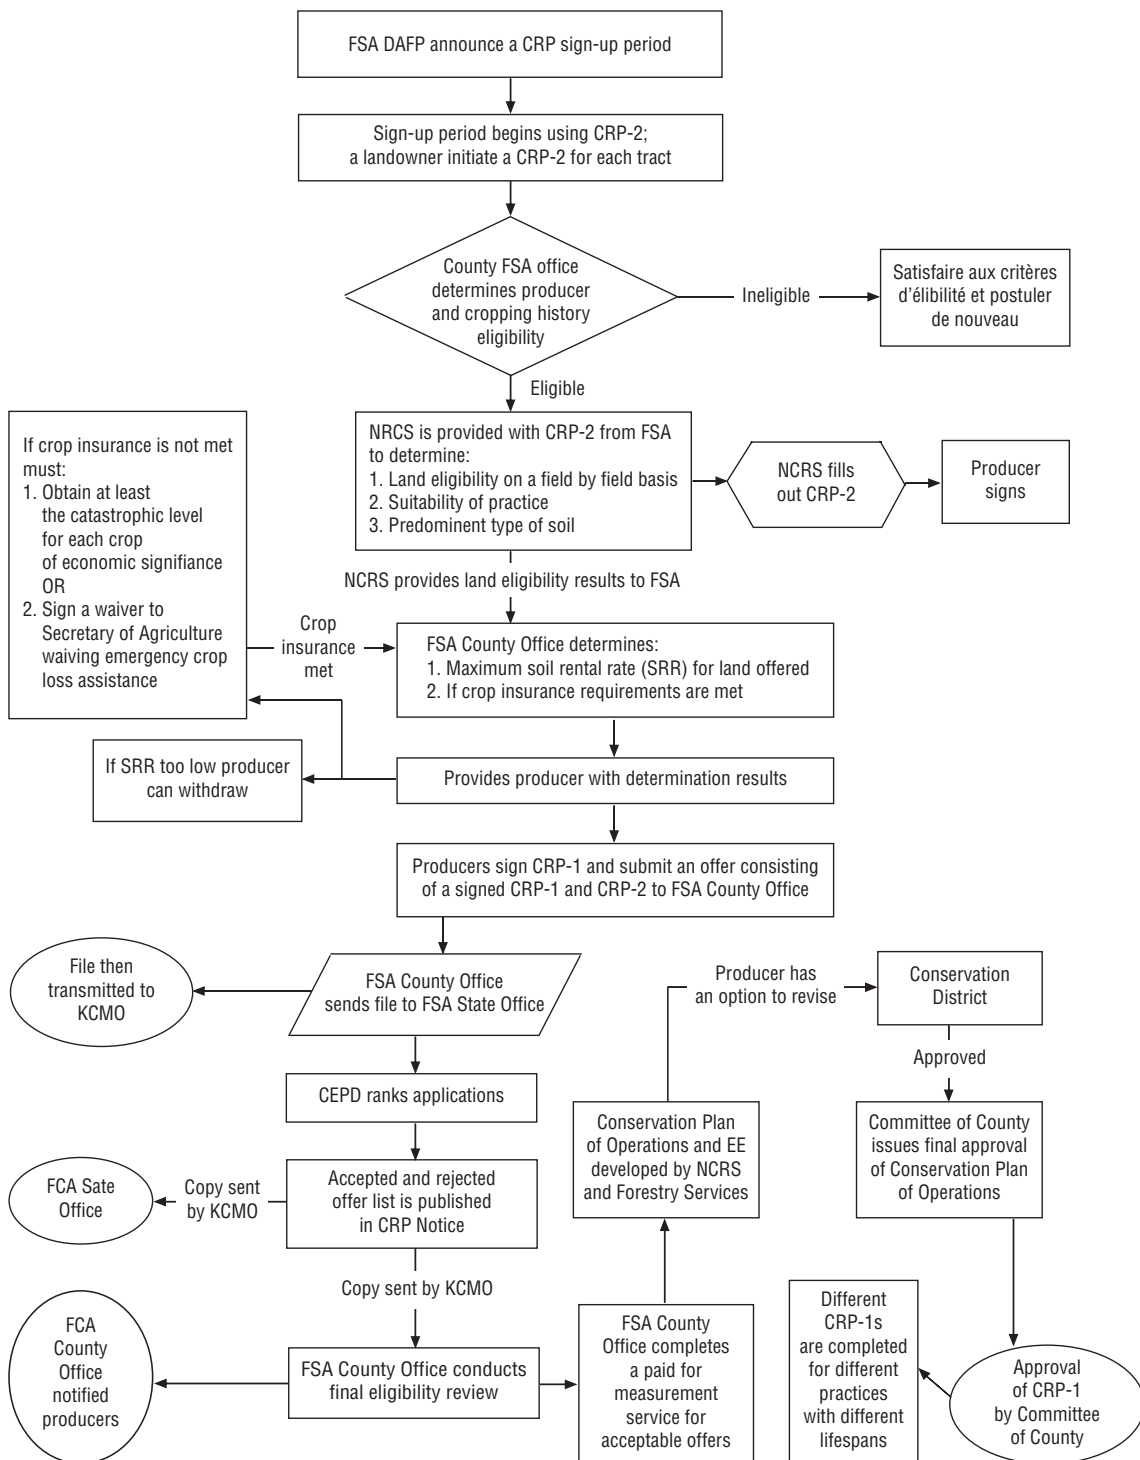 FSA DAFP announce a CRP sign-up period
Sign-up period begins using CRP-2;
a landowner initiate a CRP-2 for each tract
County FSA office
determines producer
and cropping history
eligibility
Ineligible
Satisfaire aux critères
d'élibilité et postuler
de nouveau
Eligible
If crop insurance is not met
must:
1. Obtain at least
the catastrophic level
for each crop
of economic signifiance
OR
2. Sign a waiver to
Secretary of Agriculture
waiving emergency crop
loss assistance
NRCS is provided with CRP-2 from FSA
to determine:
1. Land eligibility on a field by field basis
2. Suitability of practice
3. Predominent type of soil
NCRS fills
out CRP-2
Producer
signs
NCRS provides land eligibility results to FSA
Crop
insurance
met
FSA County Office determines:
1. Maximum soil rental rate (SRR) for land offered
2. If crop insurance requirements are met
If SRR too low producer
can withdraw
Provides producer with determination results
Producers sign CRP-1 and submit an offer consisting
of a signed CRP-1 and CRP-2 to FSA County Office
File then
transmitted to
KCMO
FSA County Office
sends file to FSA State Office
Producer has
an option to revise
Conservation
District
Approved
CEPD ranks applications
Conservation Plan
of Operations and EE
developed by NCRS
and Forestry Services
Committee of County
issues final approval
of Conservation Plan
of Operations
FCA Sate
Office
Copy sent
by KCMO
Accepted and rejected
offer list is published
in CRP Notice
Copy sent by KCMO
FCA
County
Office
notified
producers
FSA County Office conducts
final eligibility review
FSA County
Office completes
a paid for
measurement
service for
acceptable offers
Different
CRP-1s
are completed
for different
practices
with different
lifespans
Approval
of CRP-1
by Committee
of County